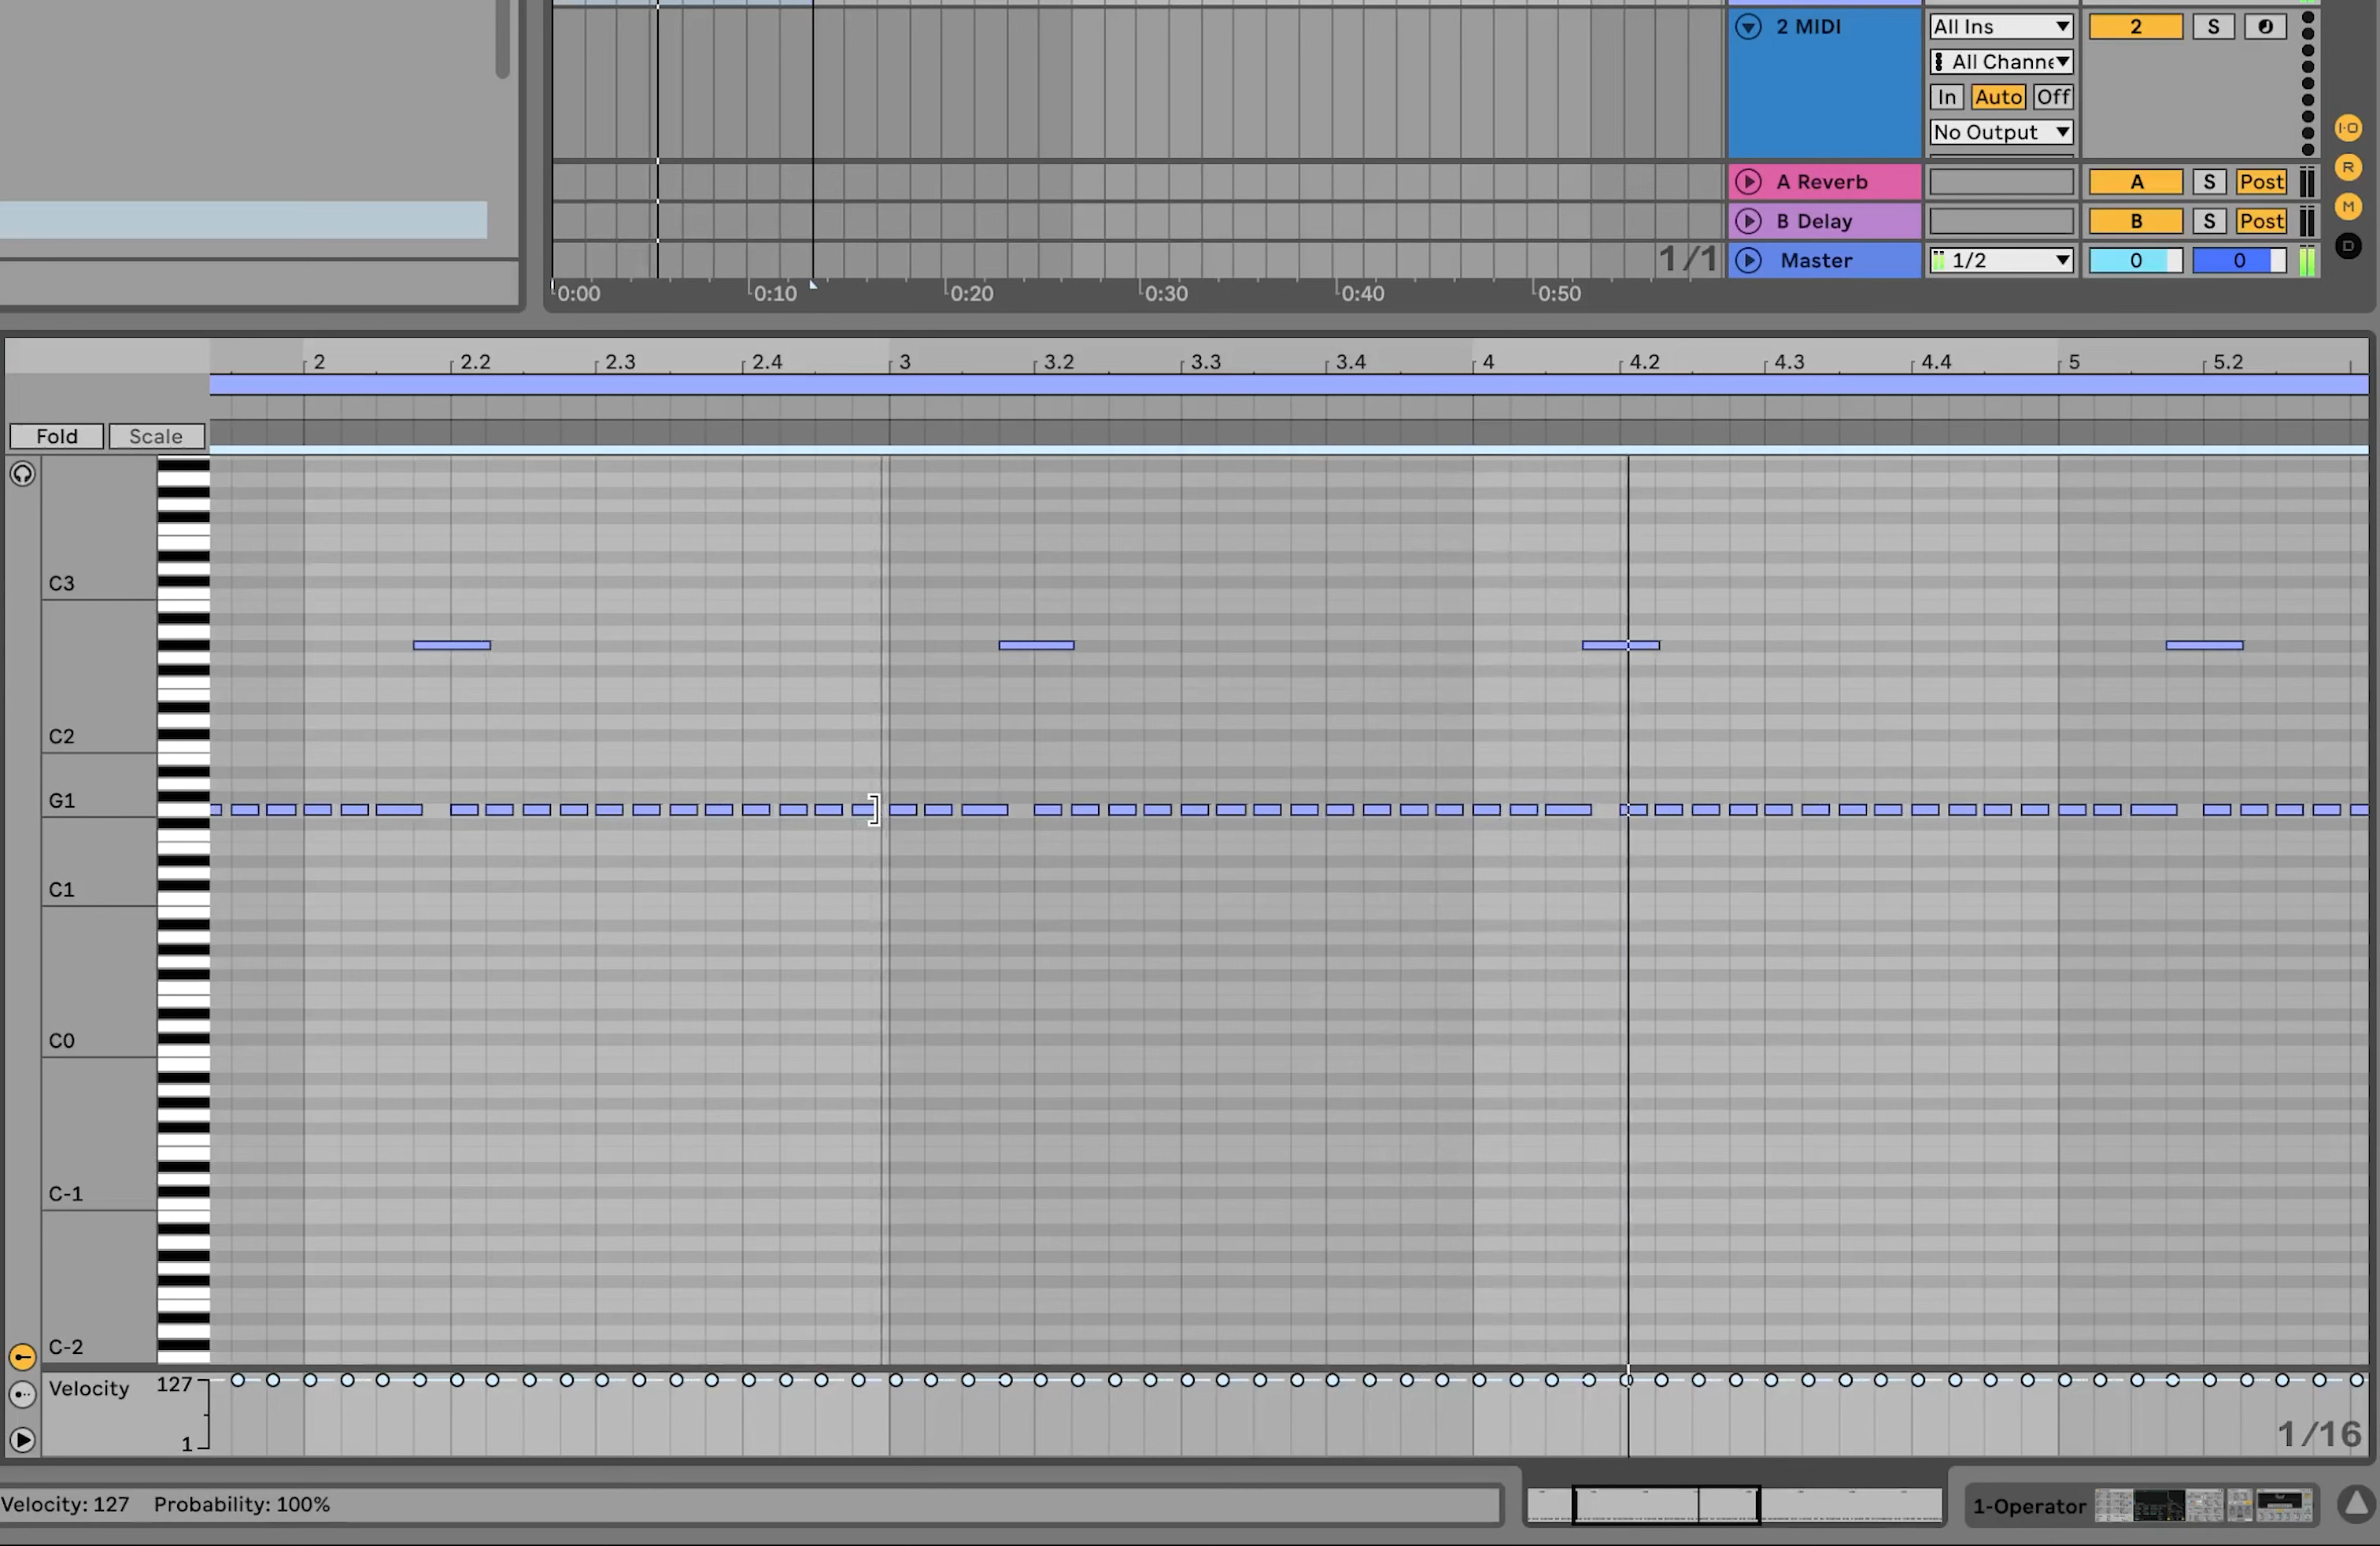 2 MIDI
All Ins
2
S
All Channe
In Auto Off
No Output
I·O
R
M
D
A Reverb
A
S
Post
B Delay
B
S
Post
1/1
Master
1/2
0
0
0:00 0:10 0:20 0:30 0:40 0:50
2 2.2 2.3 2.4 3 3.2 3.3 3.4 4 4.2 4.3 4.4 5 5.2
Fold Scale
C3
C2
G1
C1
C0
C-1
C-2
Velocity 127
1
1/16
Velocity: 127 Probability: 100%
1-Operator